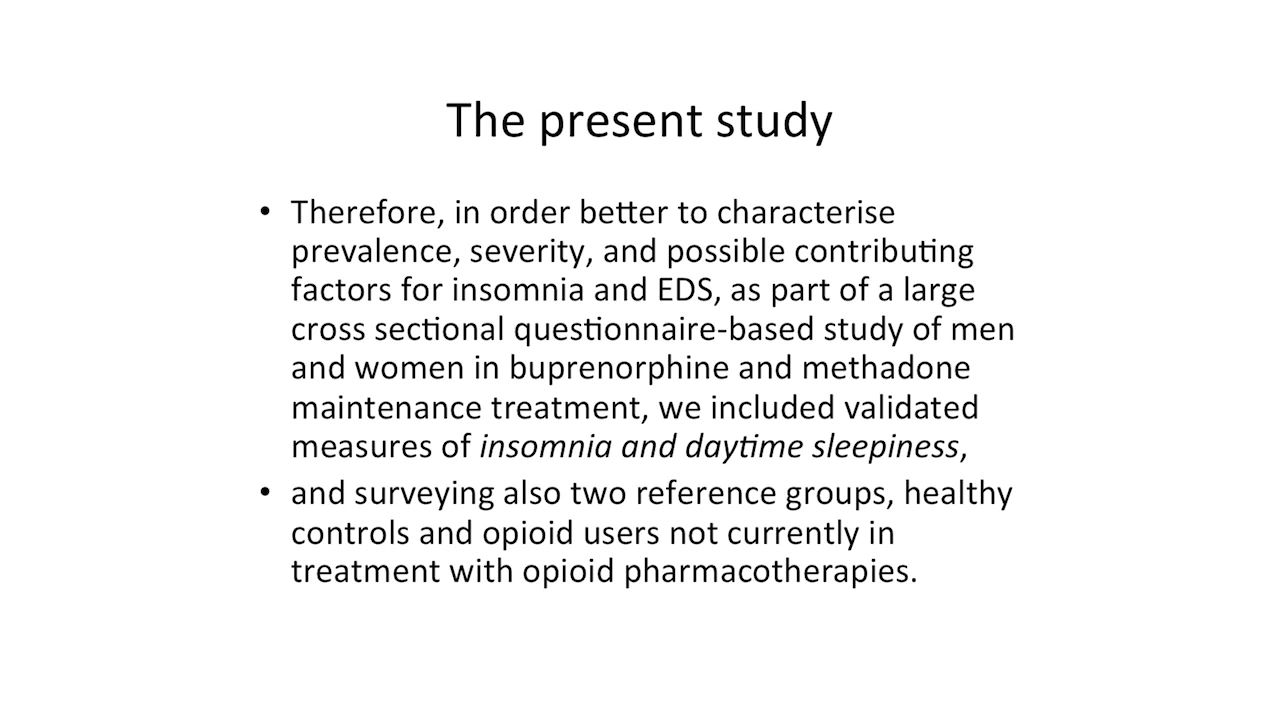 The present study
• Therefore, in order better to characterise
prevalence, severity, and possible contributing
factors for insomnia and EDS, as part of a large
cross sectional questionnaire-based study of men
and women in buprenorphine and methadone
maintenance treatment, we included validated
measures of insomnia and daytime sleepiness,
• and surveying also two reference groups, healthy
controls and opioid users not currently in
treatment with opioid pharmacotherapies.